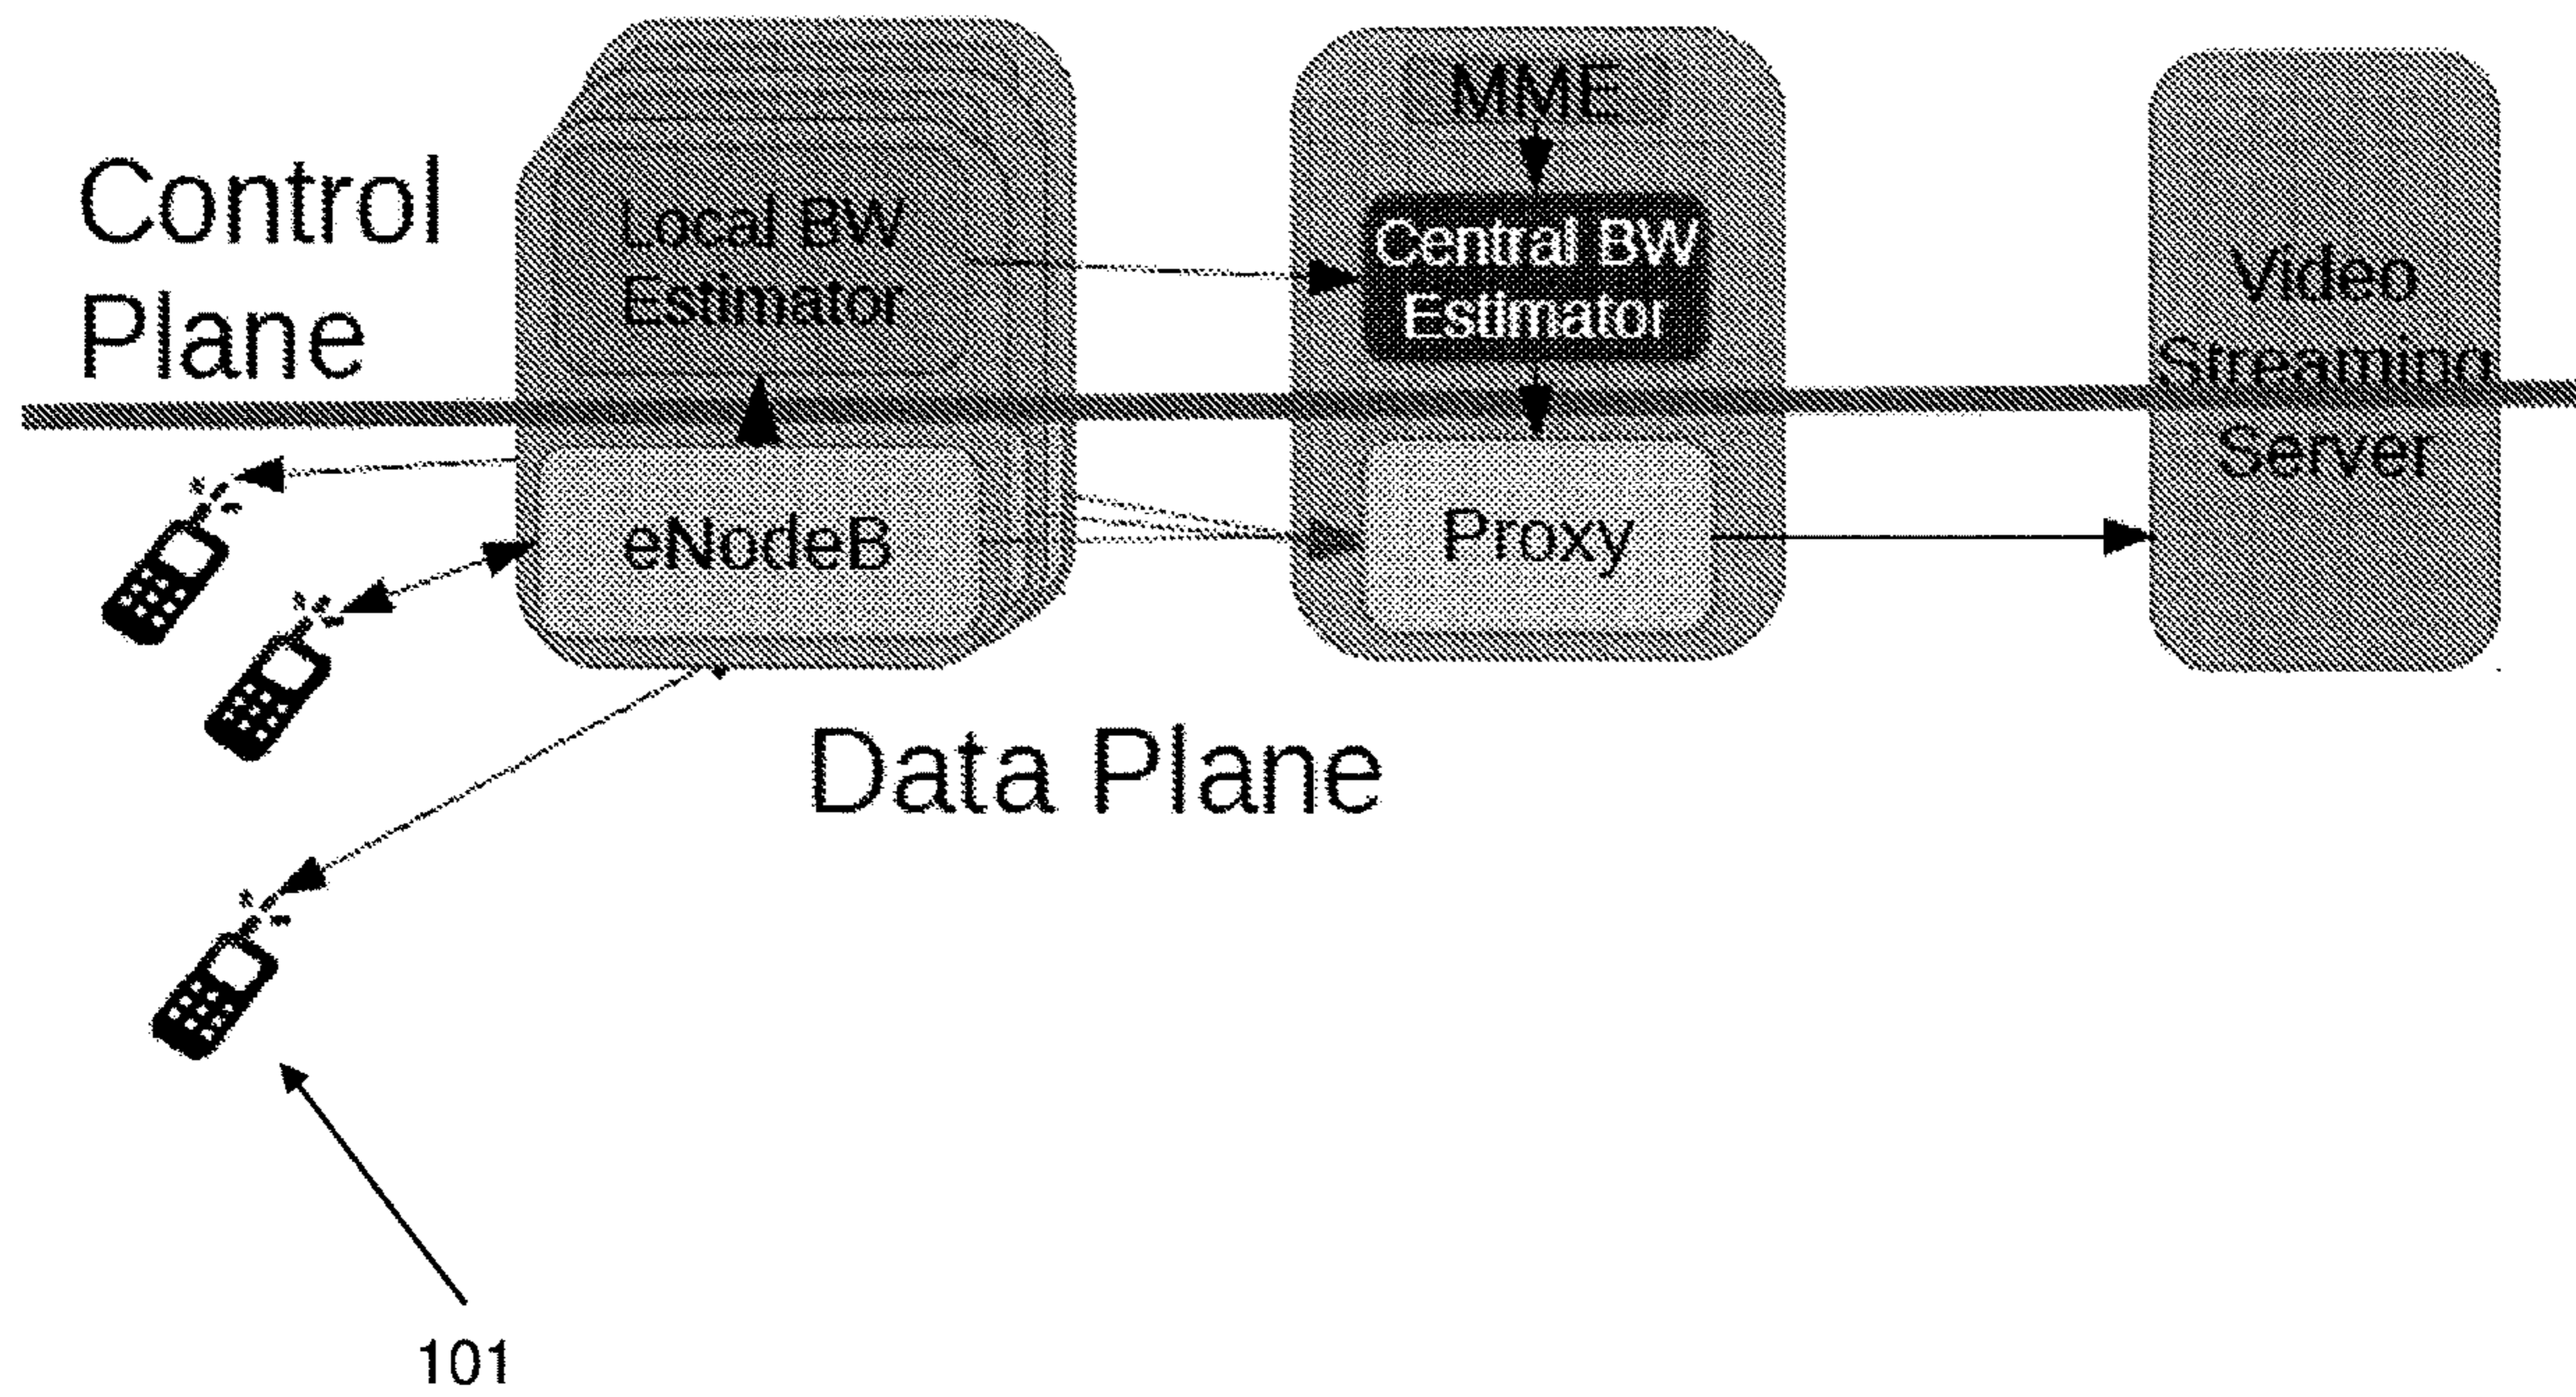 Control
Plane
Local BW
Estimator
eNodeB
MME
Central BW
Estimator
Proxy
Video
Streaming
Server
Data Plane
101